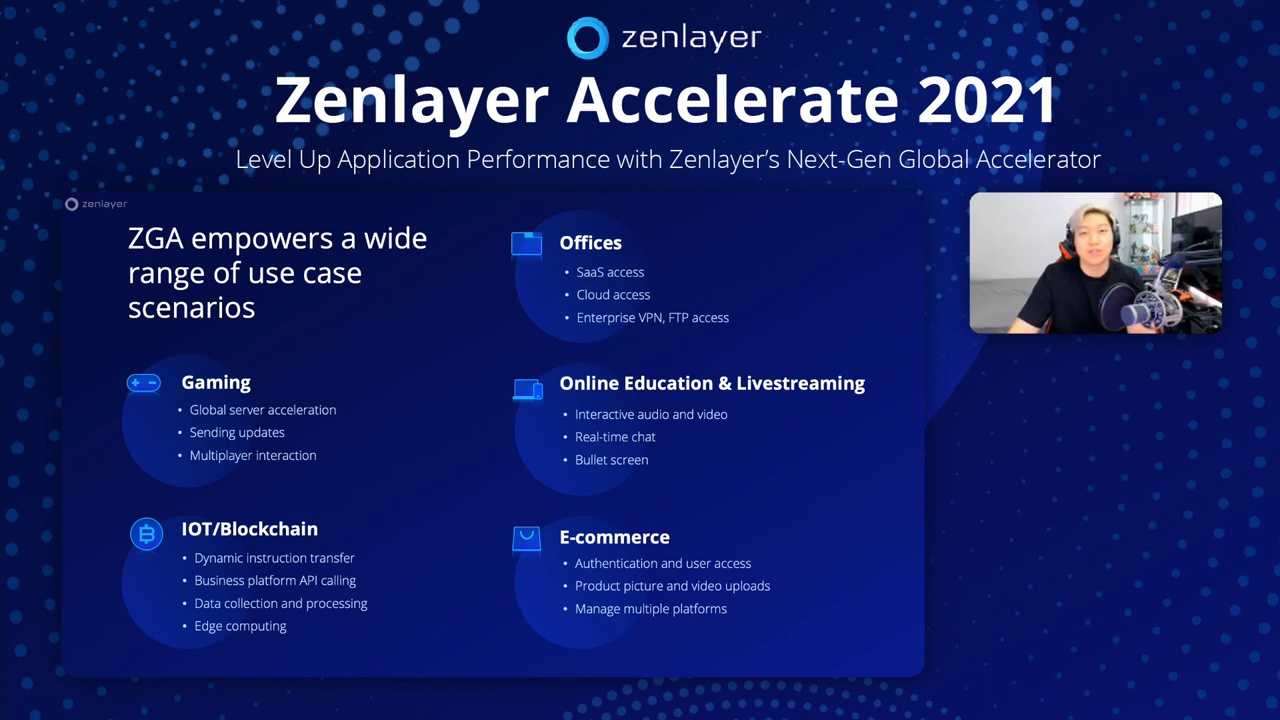 zenlayer
Zenlayer Accelerate 2021
Level Up Application Performance with Zenlayer’s Next-Gen Global Accelerator
zenlayer
ZGA empowers a wide
range of use case
scenarios
Gaming
• Global server acceleration
• Sending updates
• Multiplayer interaction
IOT/Blockchain
• Dynamic instruction transfer
• Business platform API calling
• Data collection and processing
• Edge computing
Offices
• SaaS access
• Cloud access
• Enterprise VPN, FTP access
Online Education & Livestreaming
• Interactive audio and video
• Real-time chat
• Bullet screen
E-commerce
• Authentication and user access
• Product picture and video uploads
• Manage multiple platforms